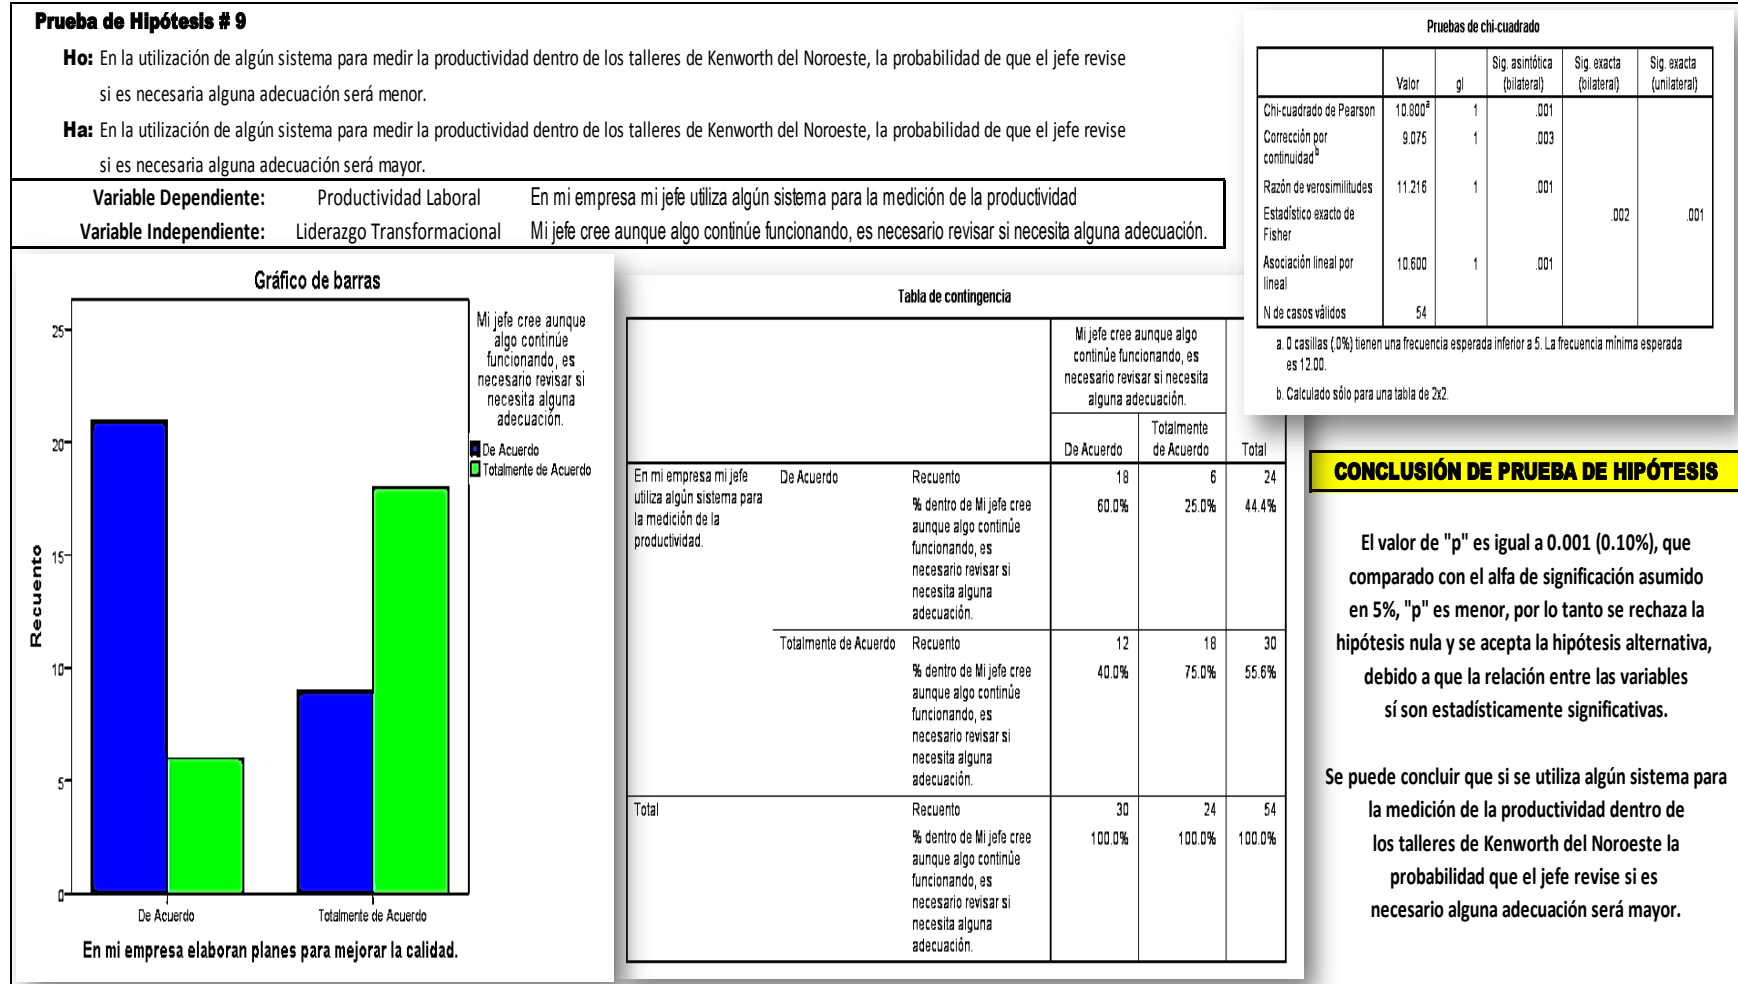 Prueba de Hipótesis # 9
Ho: En la utilización de algún sistema para medir la productividad dentro de los talleres de Kenworth del Noroeste, la probabilidad de que el jefe revise
si es necesaria alguna adecuación será menor.
Ha: En la utilización de algún sistema para medir la productividad dentro de los talleres de Kenworth del Noroeste, la probabilidad de que el jefe revise
si es necesaria alguna adecuación será mayor.
Variable Dependiente: Productividad Laboral En mi empresa mi jefe utiliza algún sistema para la medición de la productividad
Variable Independiente: Liderazgo Transformacional Mi jefe cree aunque algo continúe funcionando, es necesario revisar si necesita alguna adecuación.
Pruebas de chi-cuadrado
Valor gl Sig. asintótica (bilateral) Sig. exacta (bilateral) Sig. exacta (unilateral)
Chi-cuadrado de Pearson 10.800a 1 .001
Corrección por
continuidadb 9.075 1 .003
Razón de verosimilitudes 11.216 1 .001
Estadístico exacto de
Fisher .002 .001
Asociación lineal por
lineal 10.600 1 .001
N de casos válidos 54
a. 0 casillas (.0%) tienen una frecuencia esperada inferior a 5. La frecuencia mínima esperada
es 12.00.
b. Calculado sólo para una tabla de 2x2.
Gráfico de barras
Mi jefe cree aunque
algo continúe
funcionando, es
necesario revisar si
necesita alguna
adecuación.
De Acuerdo
Totalmente de Acuerdo
Recuento
25
20
15
10
5
0
De Acuerdo Totalmente de Acuerdo
En mi empresa elaboran planes para mejorar la calidad.
Tabla de contingencia
Mi jefe cree aunque algo
continúe funcionando, es
necesario revisar si necesita
alguna adecuación.
De Acuerdo Totalmente de Acuerdo Total
En mi empresa mi jefe
utiliza algún sistema para
la medición de la
productividad.
De Acuerdo Recuento 18 6 24
% dentro de Mi jefe cree 60.0% 25.0% 44.4%
aunque algo continúe
funcionando, es
necesario revisar si
necesita alguna
adecuación.
Totalmente de Acuerdo Recuento 12 18 30
% dentro de Mi jefe cree 40.0% 75.0% 55.6%
aunque algo continúe
funcionando, es
necesario revisar si
necesita alguna
adecuación.
Total Recuento 30 24 54
% dentro de Mi jefe cree 100.0% 100.0% 100.0%
aunque algo continúe
funcionando, es
necesario revisar si
necesita alguna
adecuación.
CONCLUSIÓN DE PRUEBA DE HIPÓTESIS
El valor de "p" es igual a 0.001 (0.10%), que
comparado con el alfa de significación asumido
en 5%, "p" es menor, por lo tanto se rechaza la
hipótesis nula y se acepta la hipótesis alternativa,
debido a que la relación entre las variables
sí son estadísticamente significativas.
Se puede concluir que si se utiliza algún sistema para
la medición de la productividad dentro de
los talleres de Kenworth del Noroeste la
probabilidad que el jefe revise si es
necesario alguna adecuación será mayor.